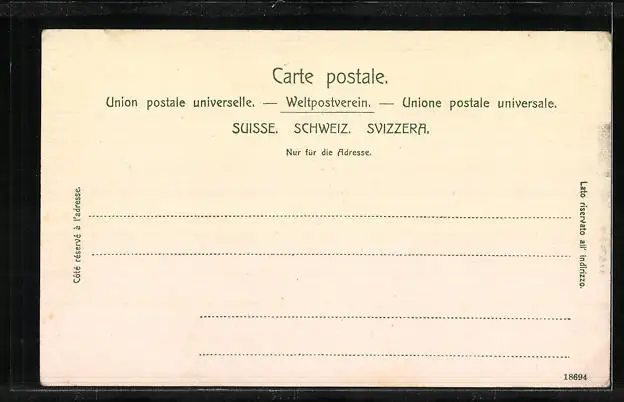 Carte postale.
Union postale universelle. — Weltpostverein. — Unione postale universale.
SUISSE. SCHWEIZ. SVIZZERA.
Nur für die Adresse.
Côté réservé à l'adresse.
Lato riservato all' indirizzo.
18694